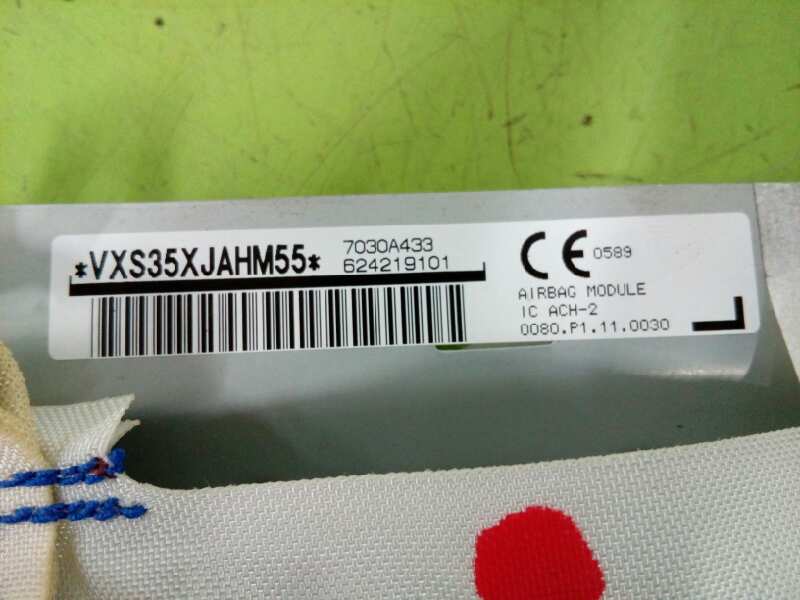 *VXS35XJAHM55*
7030A433
624219101
CE 0589
AIRBAG MODULE
IC ACH-2
0080.P1.11.0030